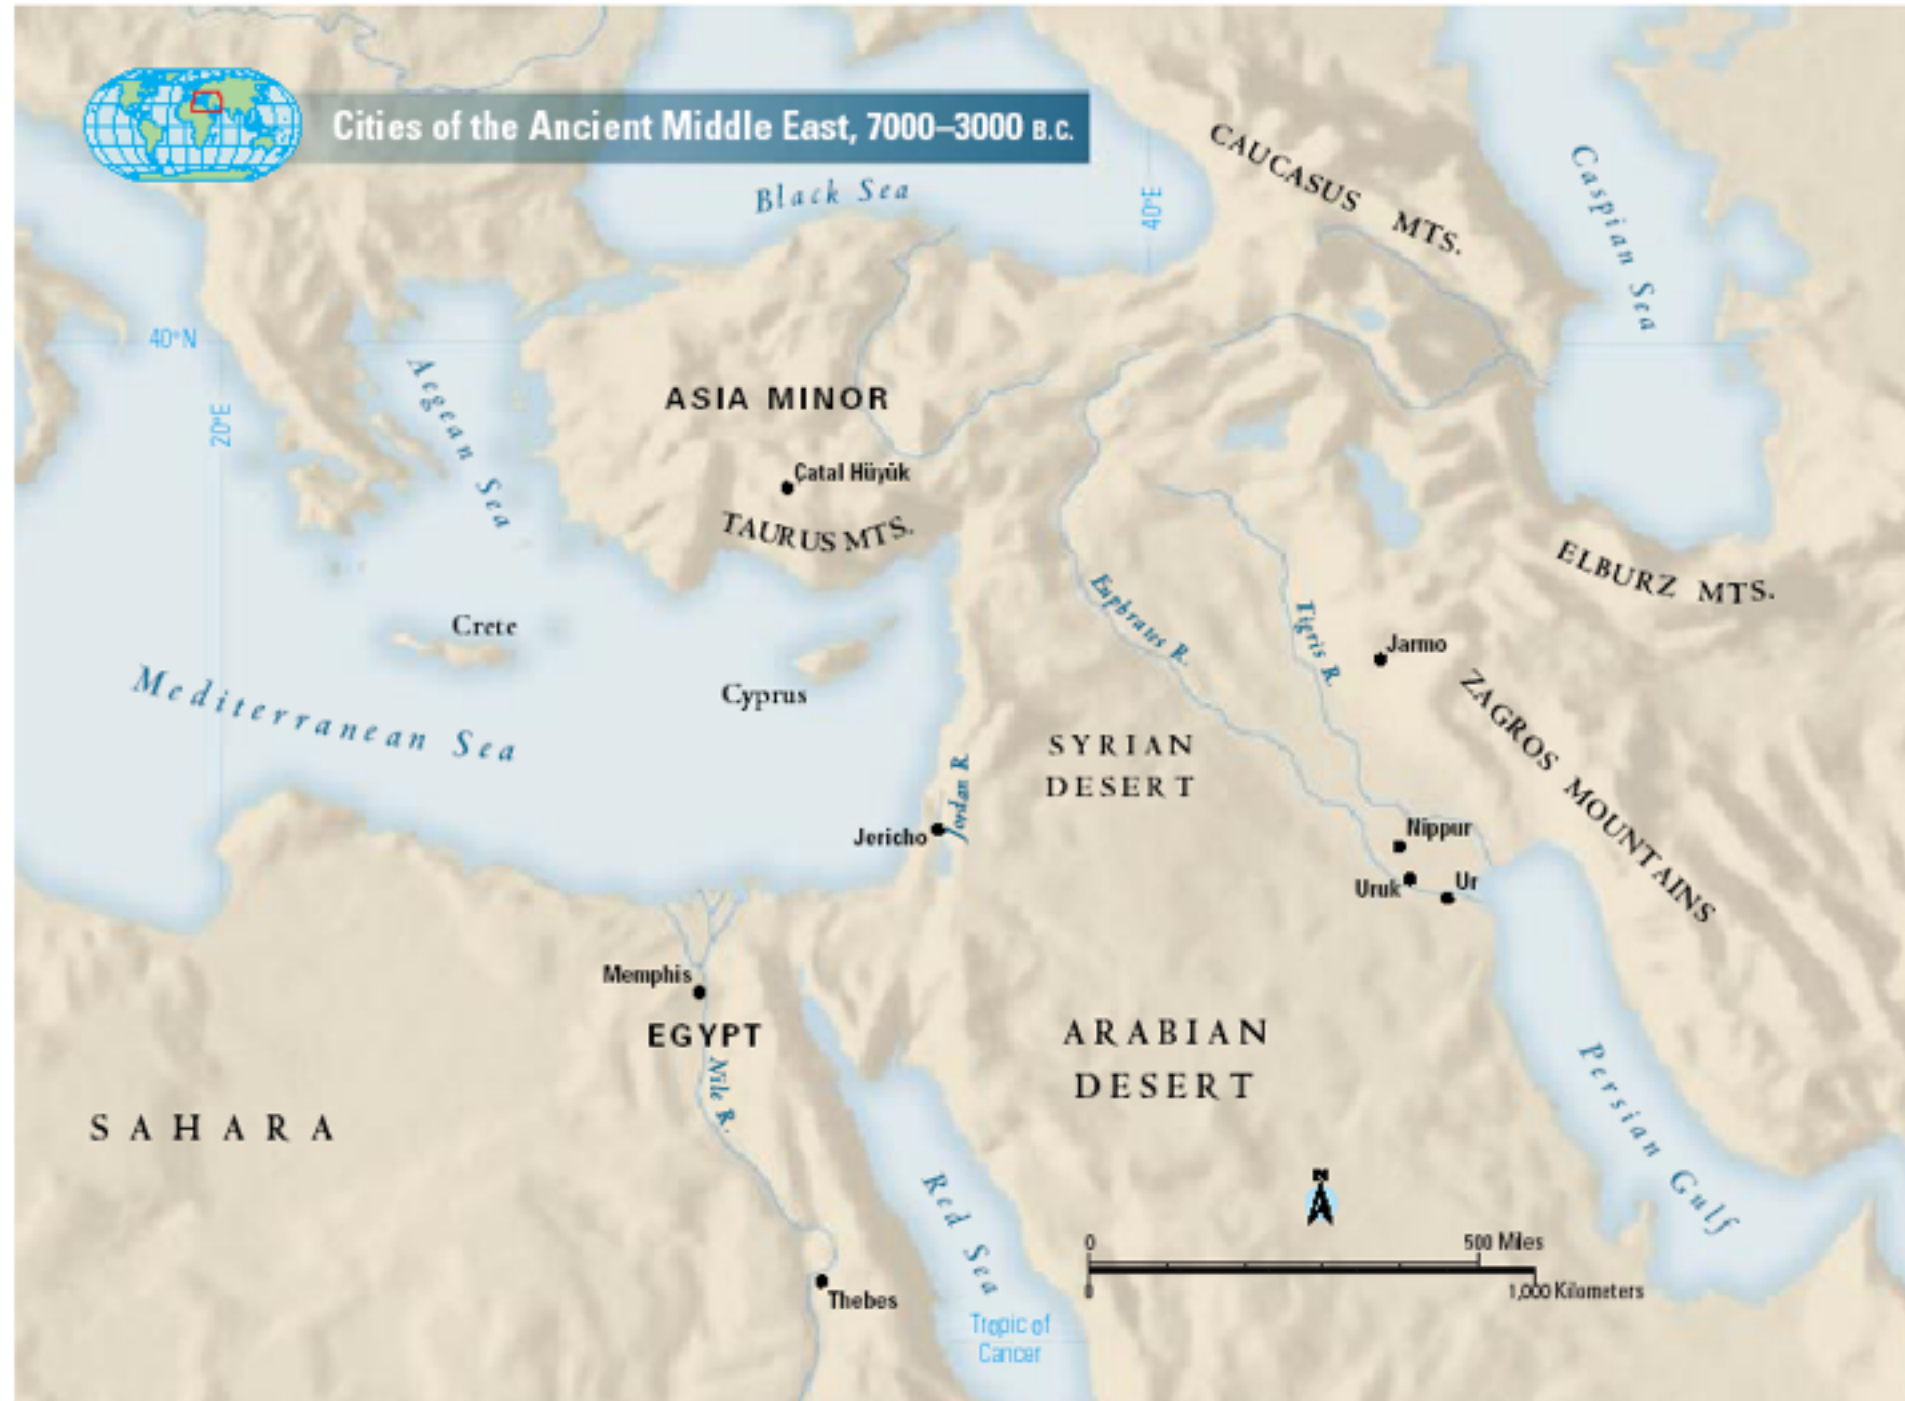 Cities of the Ancient Middle East, 7000–3000 B.C.
Black Sea
40°E
CAUCASUS MTS.
Caspian Sea
40°N
20°E
Aegean Sea
ASIA MINOR
Çatal Hüyük
TAURUS MTS.
ELBURZ MTS.
Euphrates R.
Tigris R.
Jarmo
ZAGROS MOUNTAINS
Crete
Cyprus
Mediterranean Sea
SYRIAN
DESERT
Jordan R.
Jericho
Nippur
Uruk
Ur
Memphis
EGYPT
Nile R.
ARABIAN
DESERT
SAHARA
Persian Gulf
Red Sea
N
0
500 Miles
0
1,000 Kilometers
Thebes
Tropic of
Cancer